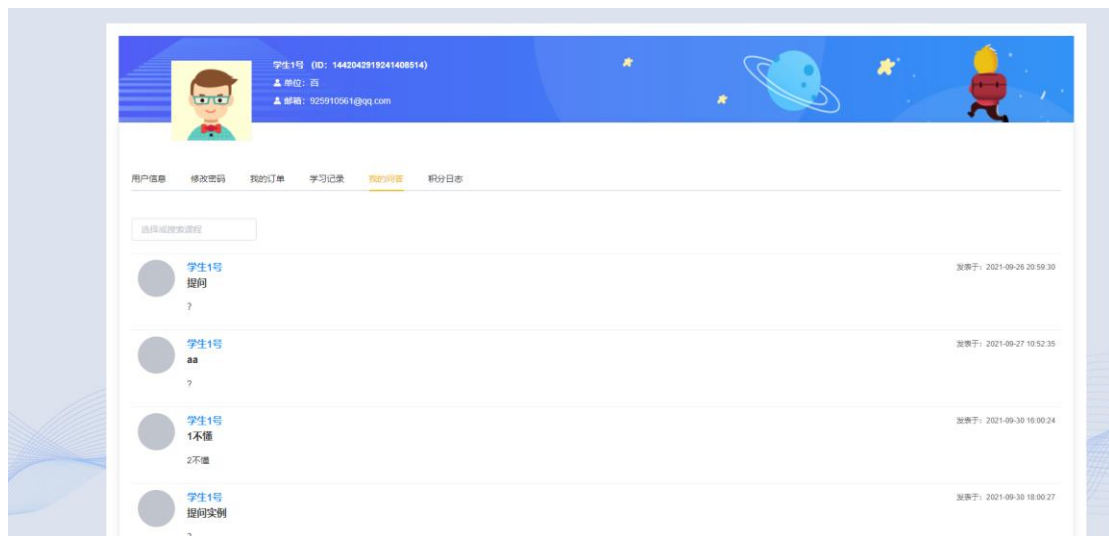 学生1号 (ID: 1442042919241408514)
单位: 百
邮箱: 925910561@qq.com
用户信息 修改密码 我的订单 学习记录 我的问答 积分日志
选择或搜索课程
学生1号
发表于: 2021-09-26 20:59:30
提问
?
学生1号
发表于: 2021-09-27 10:52:35
aa
?
学生1号
发表于: 2021-09-30 16:00:24
1不懂
2不懂
学生1号
发表于: 2021-09-30 18:00:27
提问实例
?